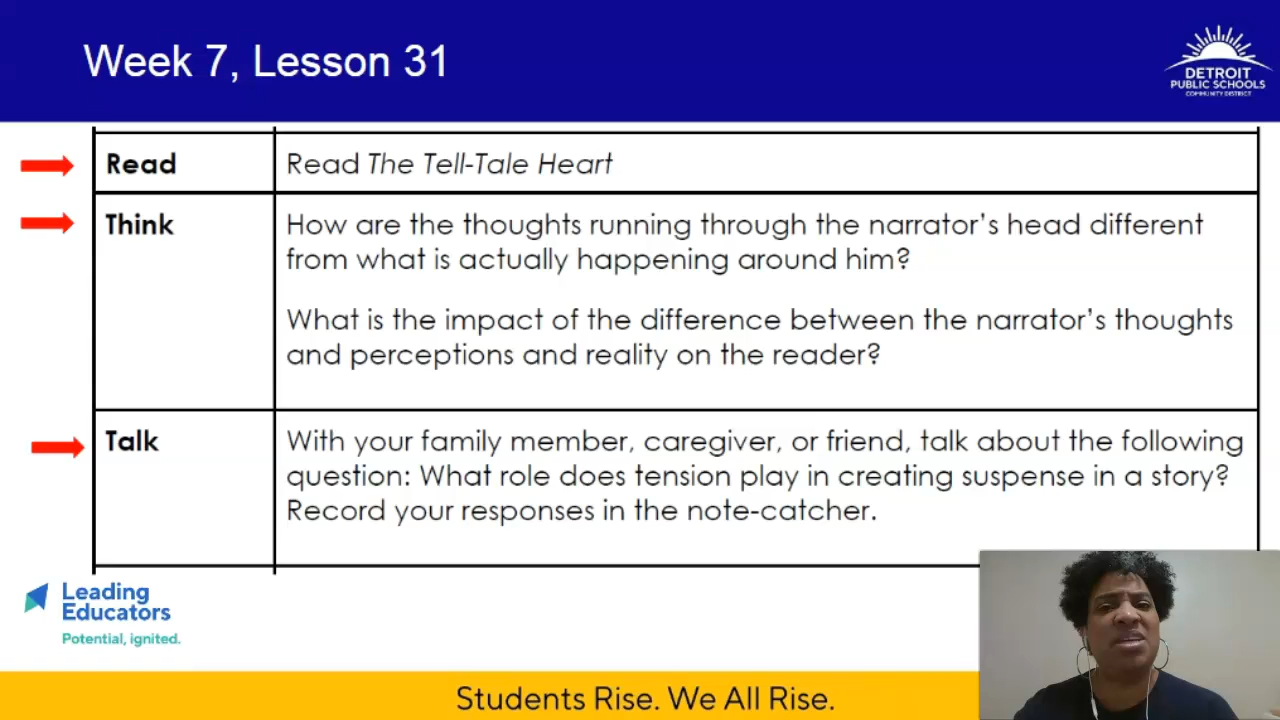 Week 7, Lesson 31
DETROIT
PUBLIC SCHOOLS
COMMUNITY DISTRICT
Read
Read The Tell-Tale Heart
Think
How are the thoughts running through the narrator's head different
from what is actually happening around him?
What is the impact of the difference between the narrator's thoughts
and perceptions and reality on the reader?
Talk
With your family member, caregiver, or friend, talk about the following
question: What role does tension play in creating suspense in a story?
Record your responses in the note-catcher.
Leading
Educators
Potential, ignited.
Students Rise. We All Rise.